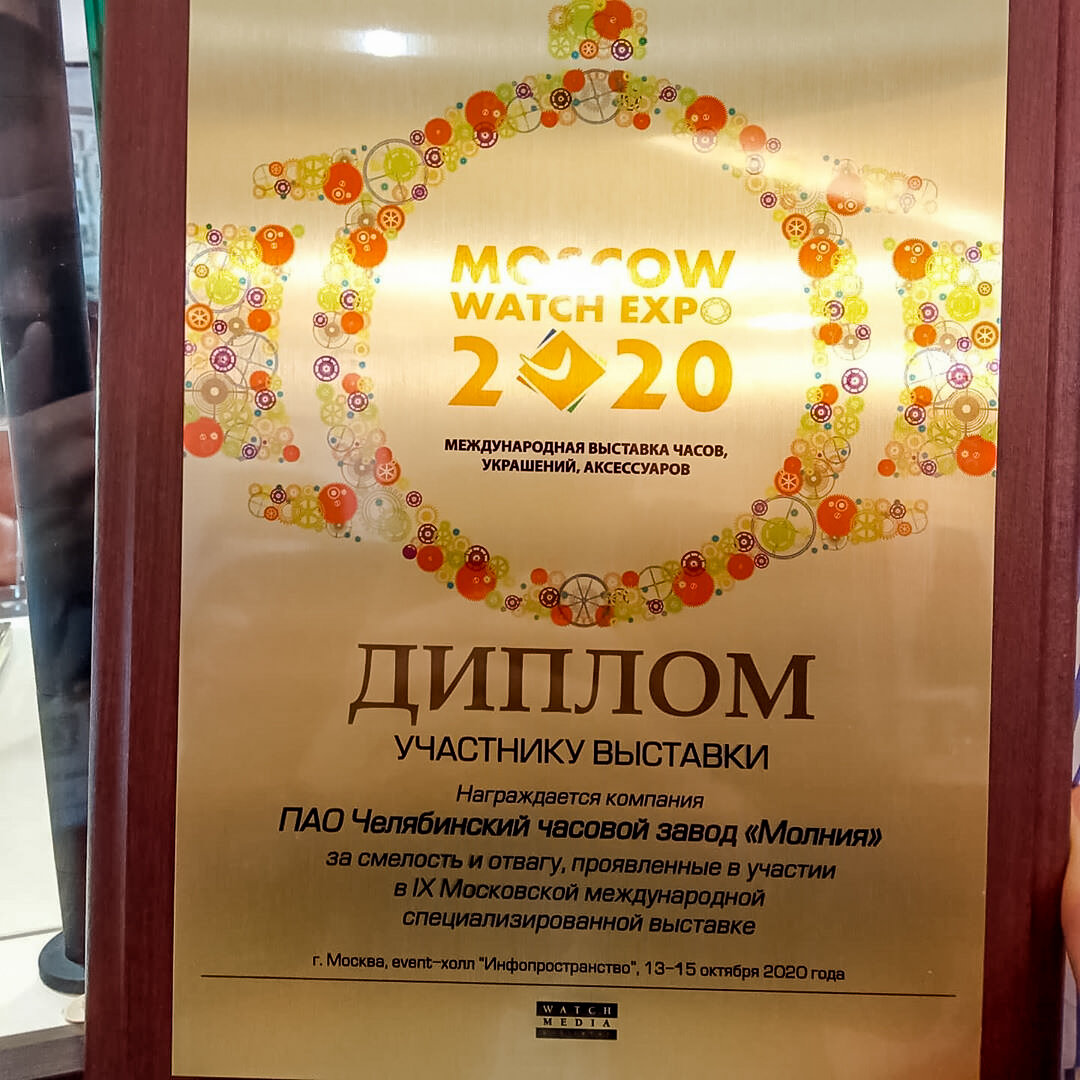 MOSCOW
WATCH EXPO
2020
МЕЖДУНАРОДНАЯ ВЫСТАВКА ЧАСОВ,
УКРАШЕНИЙ, АКСЕССУАРОВ
ДИПЛОМ
УЧАСТНИКУ ВЫСТАВКИ
Награждается компания
ПАО Челябинский часовой завод «Молния»
за смелость и отвагу, проявленные в участии
в IX Московской международной
специализированной выставке
г. Москва, event-холл "Инфопространство", 13-15 октября 2020 года
WATCH
MEDIA